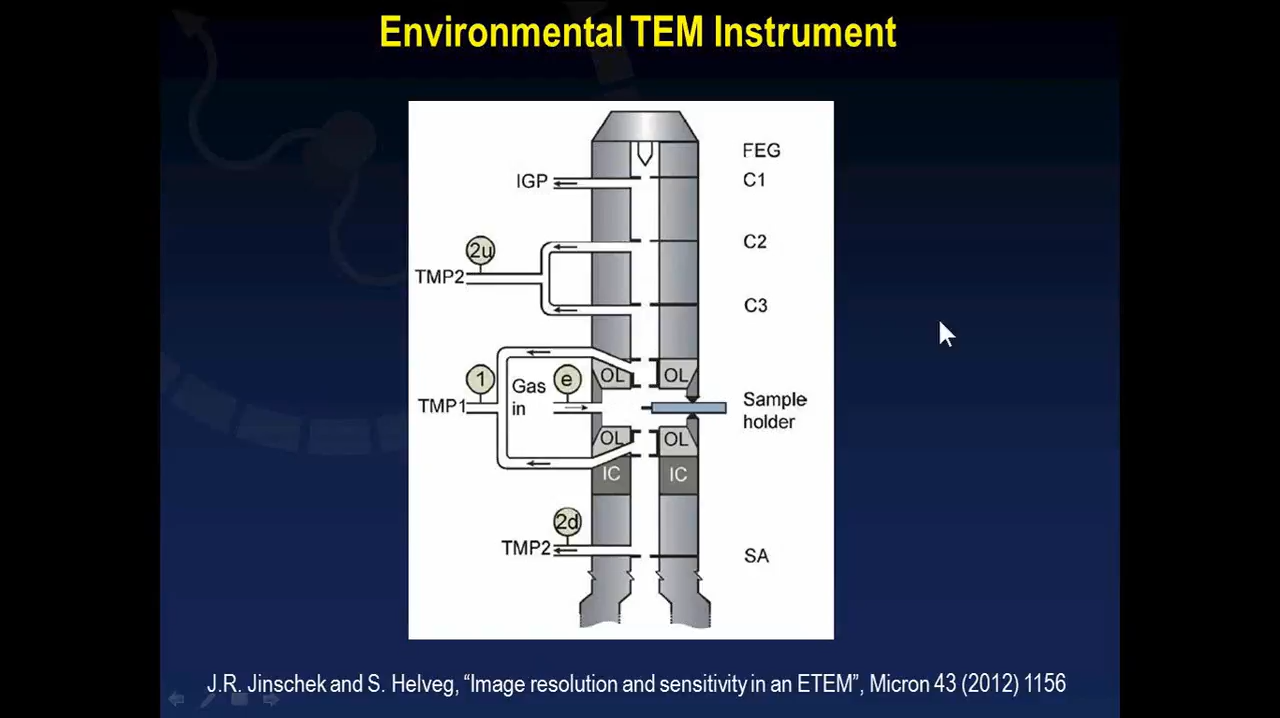 Environmental TEM Instrument
FEG
IGP
C1
2u
C2
TMP2
C3
OL OL
1
Gas
in
e
TMP1
Sample
holder
OL OL
IC IC
2d
TMP2
SA
J.R. Jinschek and S. Helveg, “Image resolution and sensitivity in an ETEM”, Micron 43 (2012) 1156